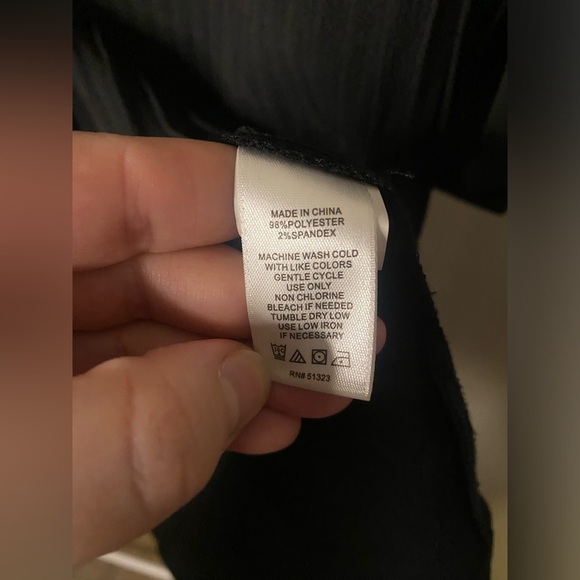 MADE IN CHINA
98%POLYESTER
2%SPANDEX
MACHINE WASH COLD
WITH LIKE COLORS
GENTLE CYCLE
USE ONLY
NON CHLORINE
BLEACH IF NEEDED
TUMBLE DRY LOW
USE LOW IRON
IF NECESSARY
RN# 51323